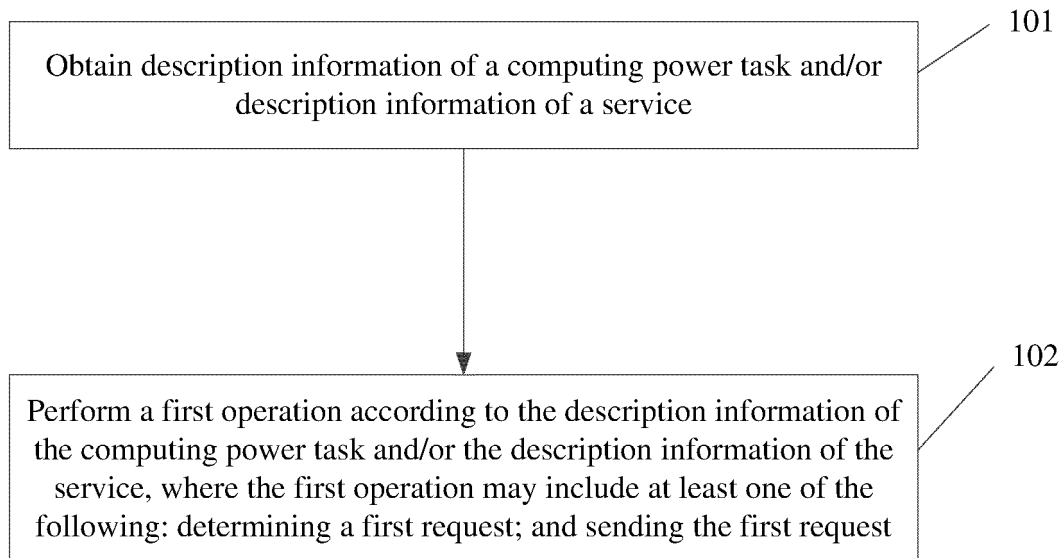 101
Obtain description information of a computing power task and/or
description information of a service
102
Perform a first operation according to the description information of
the computing power task and/or the description information of the
service, where the first operation may include at least one of the
following: determining a first request; and sending the first request